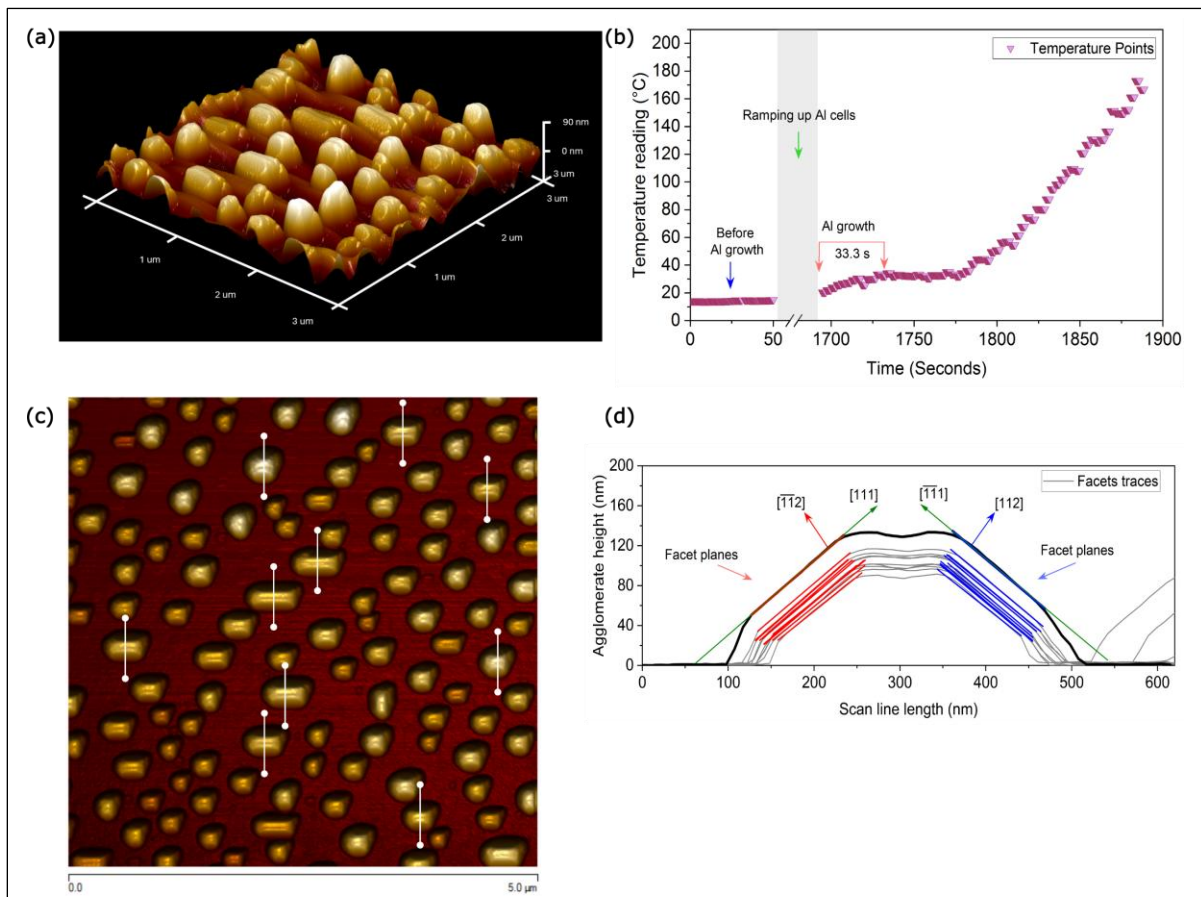 (a)
90 nm
0 nm
3 um
3 um
2 um
1 um
1 um
2 um
3 um
(b)
220
200
180
160
140
120
100
80
60
40
20
0
Temperature reading (°C)
Temperature Points
Ramping up Al cells
Before
Al growth
Al growth
33.3 s
0
50
1700
1750
1800
1850
1900
Time (Seconds)
(c)
0.0
5.0 µm
(d)
200
160
120
80
40
0
Agglomerate height (nm)
Facets traces
[1̅1̅2]
[111]
[1̅1̅1]
[112]
Facet planes
Facet planes
0
100
200
300
400
500
600
Scan line length (nm)